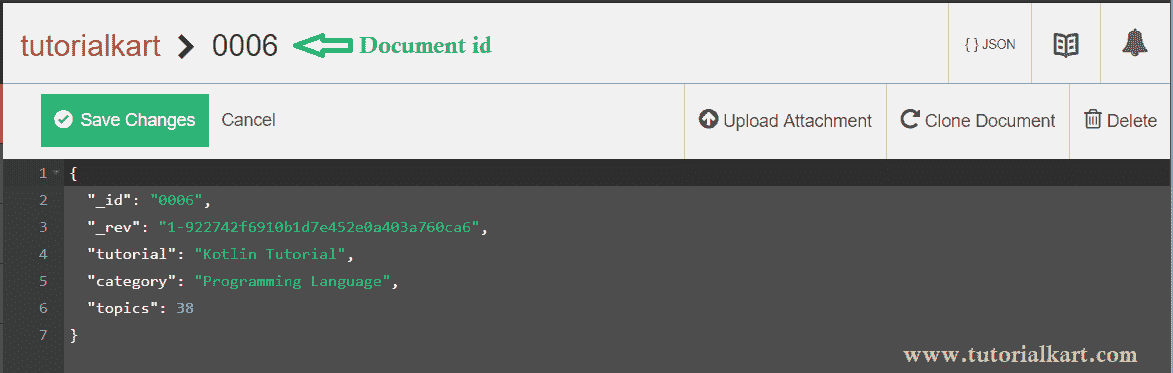 tutorialkart > 0006 Document id { } JSON
Save Changes Cancel Upload Attachment Clone Document Delete
1 {
2 "_id": "0006",
3 "_rev": "1-922742f6910b1d7e452e0a403a760ca6",
4 "tutorial": "Kotlin Tutorial",
5 "category": "Programming Language",
6 "topics": 38
7 }
www.tutorialkart.com